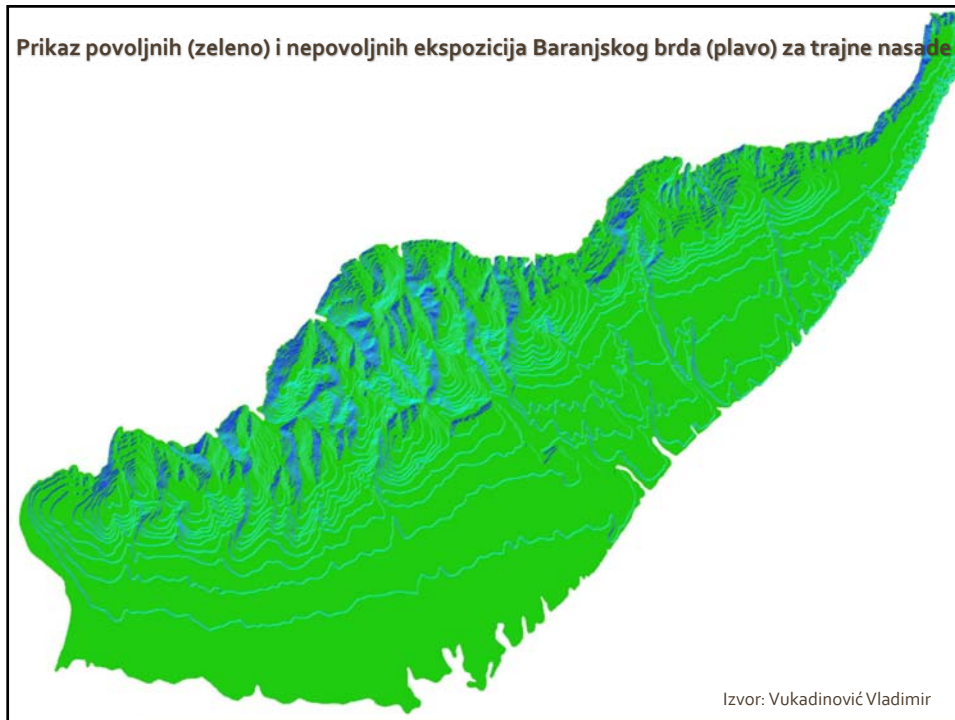 Prikaz povoljnih (zeleno) i nepovoljnih ekspozicija Baranjskog brda (plavo) za trajne nasade
Izvor: Vukadinović Vladimir